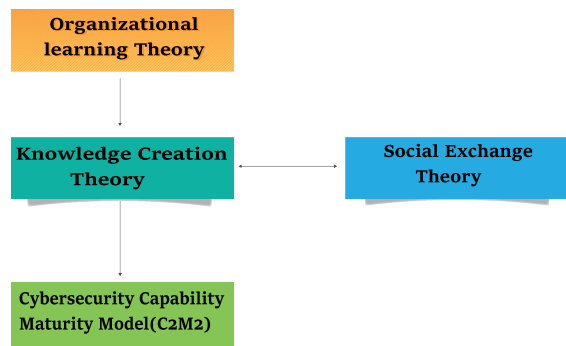 Organizational
learning Theory
Knowledge Creation
Theory
Social Exchange
Theory
Cybersecurity Capability
Maturity Model(C2M2)